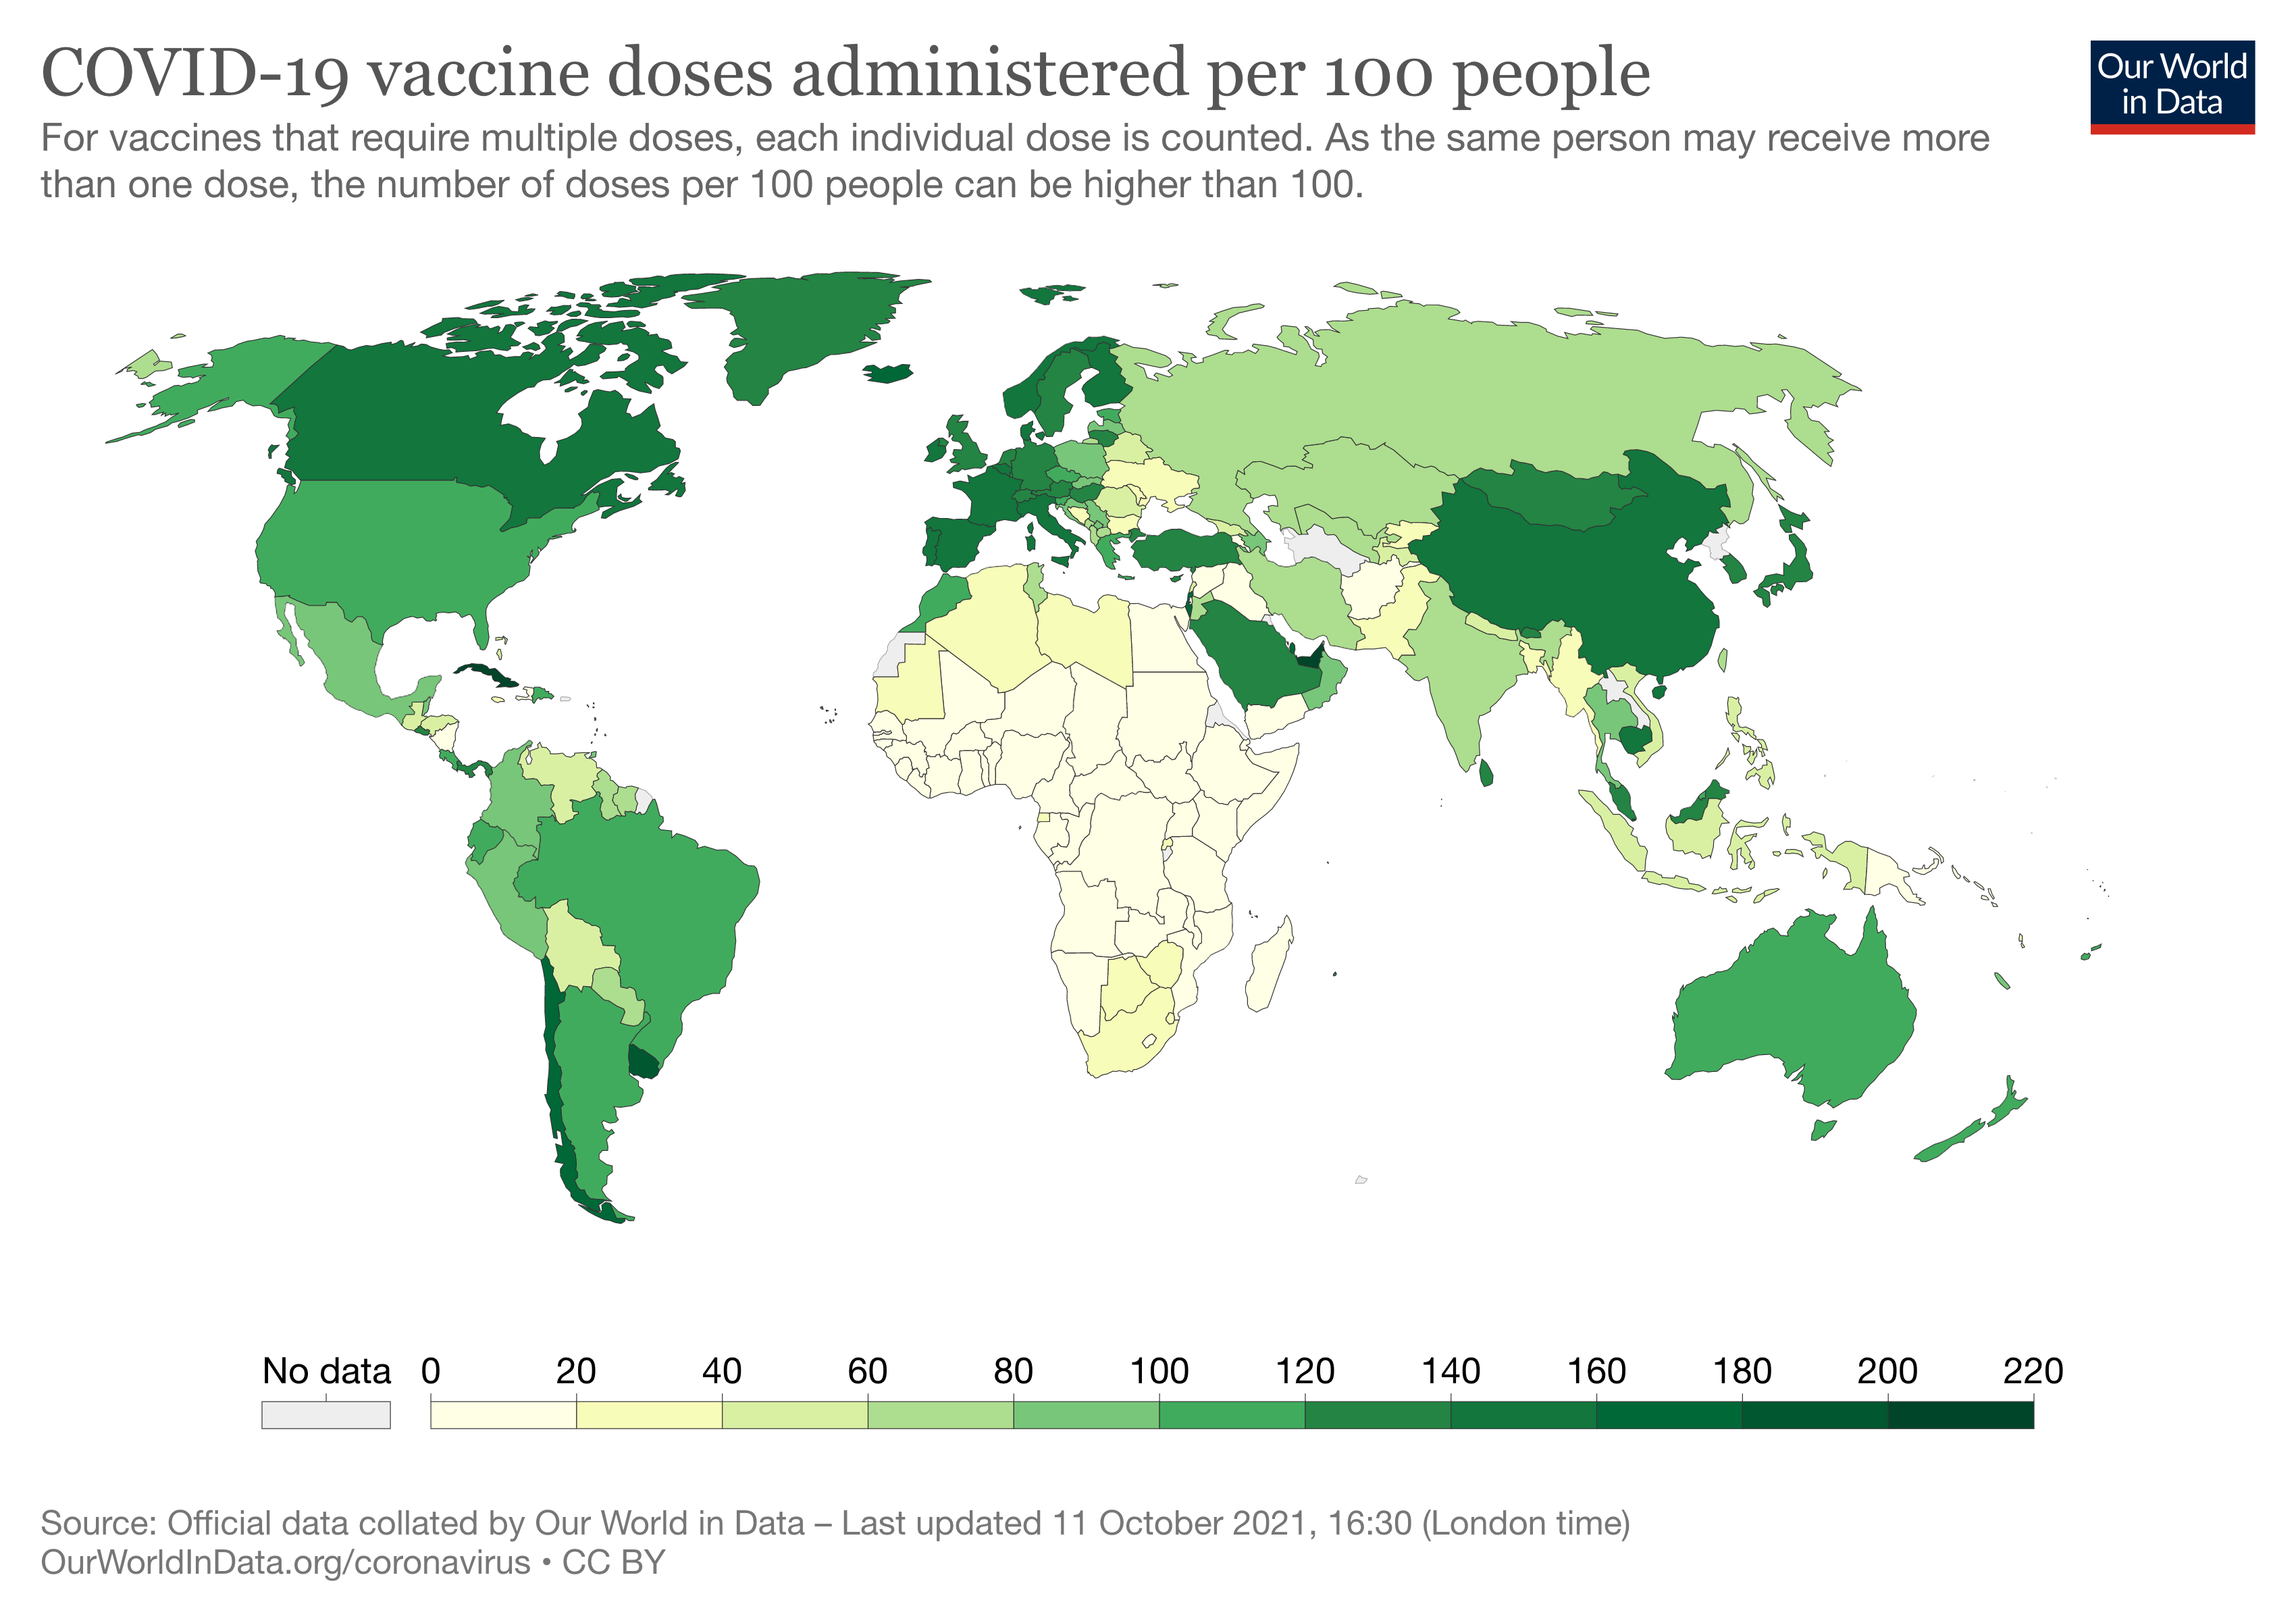 COVID-19 vaccine doses administered per 100 people
Our World
in Data
For vaccines that require multiple doses, each individual dose is counted. As the same person may receive more
than one dose, the number of doses per 100 people can be higher than 100.
No data 0 20 40 60 80 100 120 140 160 180 200 220
Source: Official data collated by Our World in Data – Last updated 11 October 2021, 16:30 (London time)
OurWorldInData.org/coronavirus • CC BY